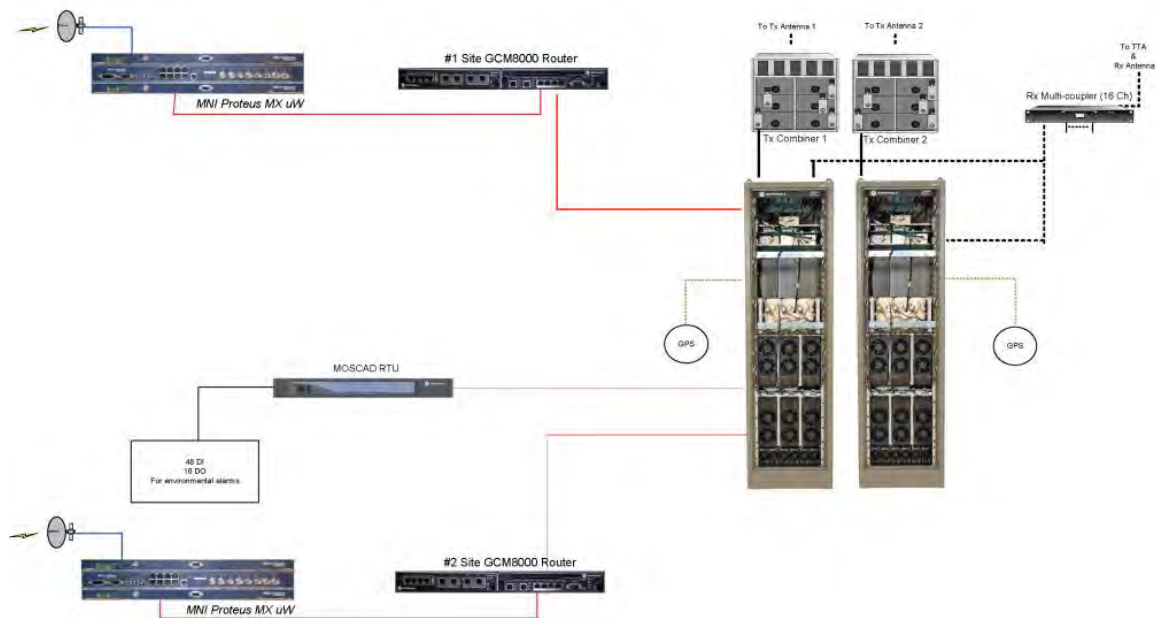 To Tx Antenna 1
To Tx Antenna 2
To TTA
&
Rx Antenna
#1 Site GCM8000 Router
Rx Multi-coupler (16 Ch)
MNI Proteus MX uW
Tx Combiner 1
Tx Combiner 2
GPS
GPS
MOSCAD RTU
48 DI
16 DO
For environmental alarms.
#2 Site GCM8000 Router
MNI Proteus MX uW